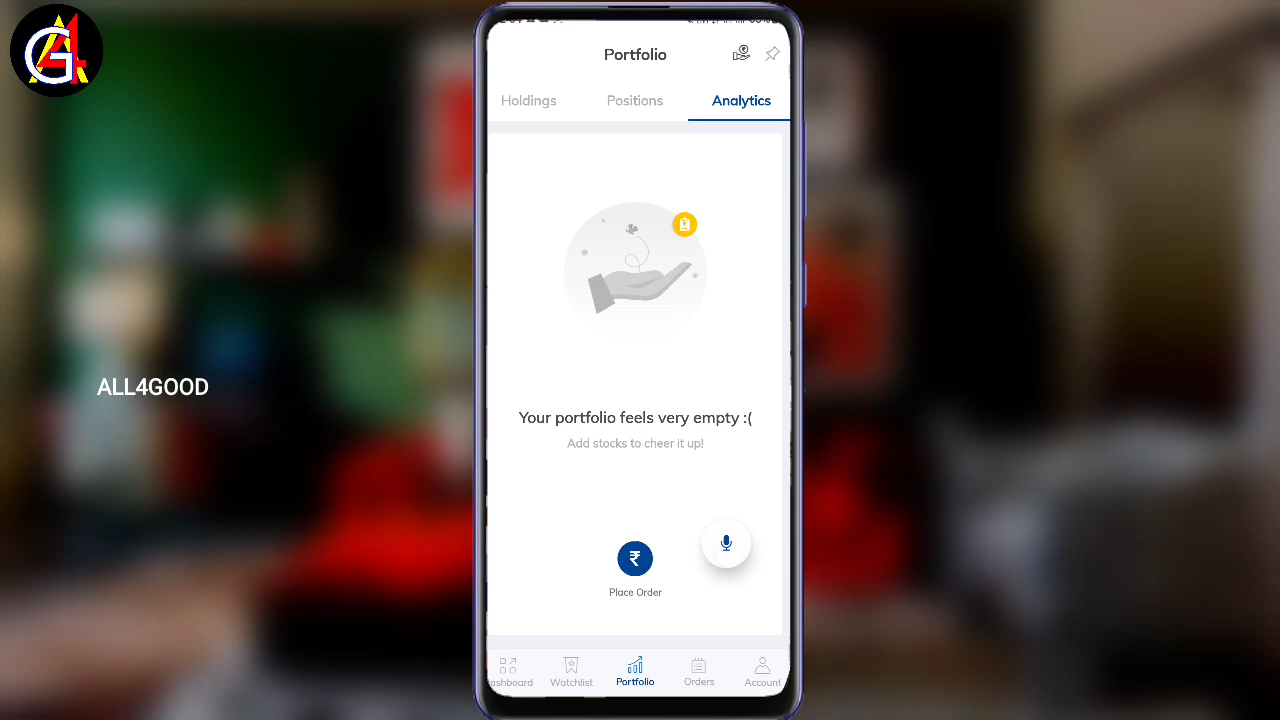 G4
Portfolio
Holdings Positions Analytics
ALL4GOOD
Your portfolio feels very empty :(
Add stocks to cheer it up!
₹
Place Order
ashboard Watchlist Portfolio Orders Account